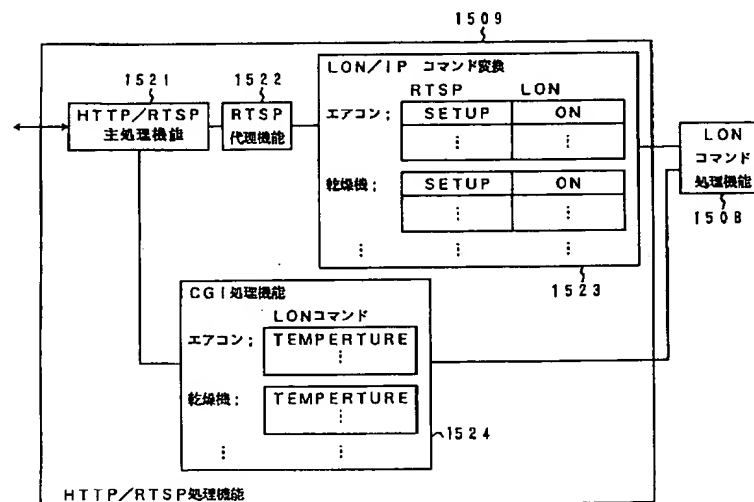 1509
1521
1522
HTTP/RTSP
主処理機能
RTSP
代理機能
LON/IP コマンド変換
RTSP LON
エアコン; SETUP ON
⋮ ⋮
乾燥機; SETUP ON
⋮ ⋮
⋮ ⋮ ⋮
1523
LON
コマンド
処理機能
1508
CGI処理機能
LONコマンド
エアコン; TEMPERTURE
⋮
乾燥機; TEMPERTURE
⋮
⋮ ⋮
1524
HTTP/RTSP処理機能